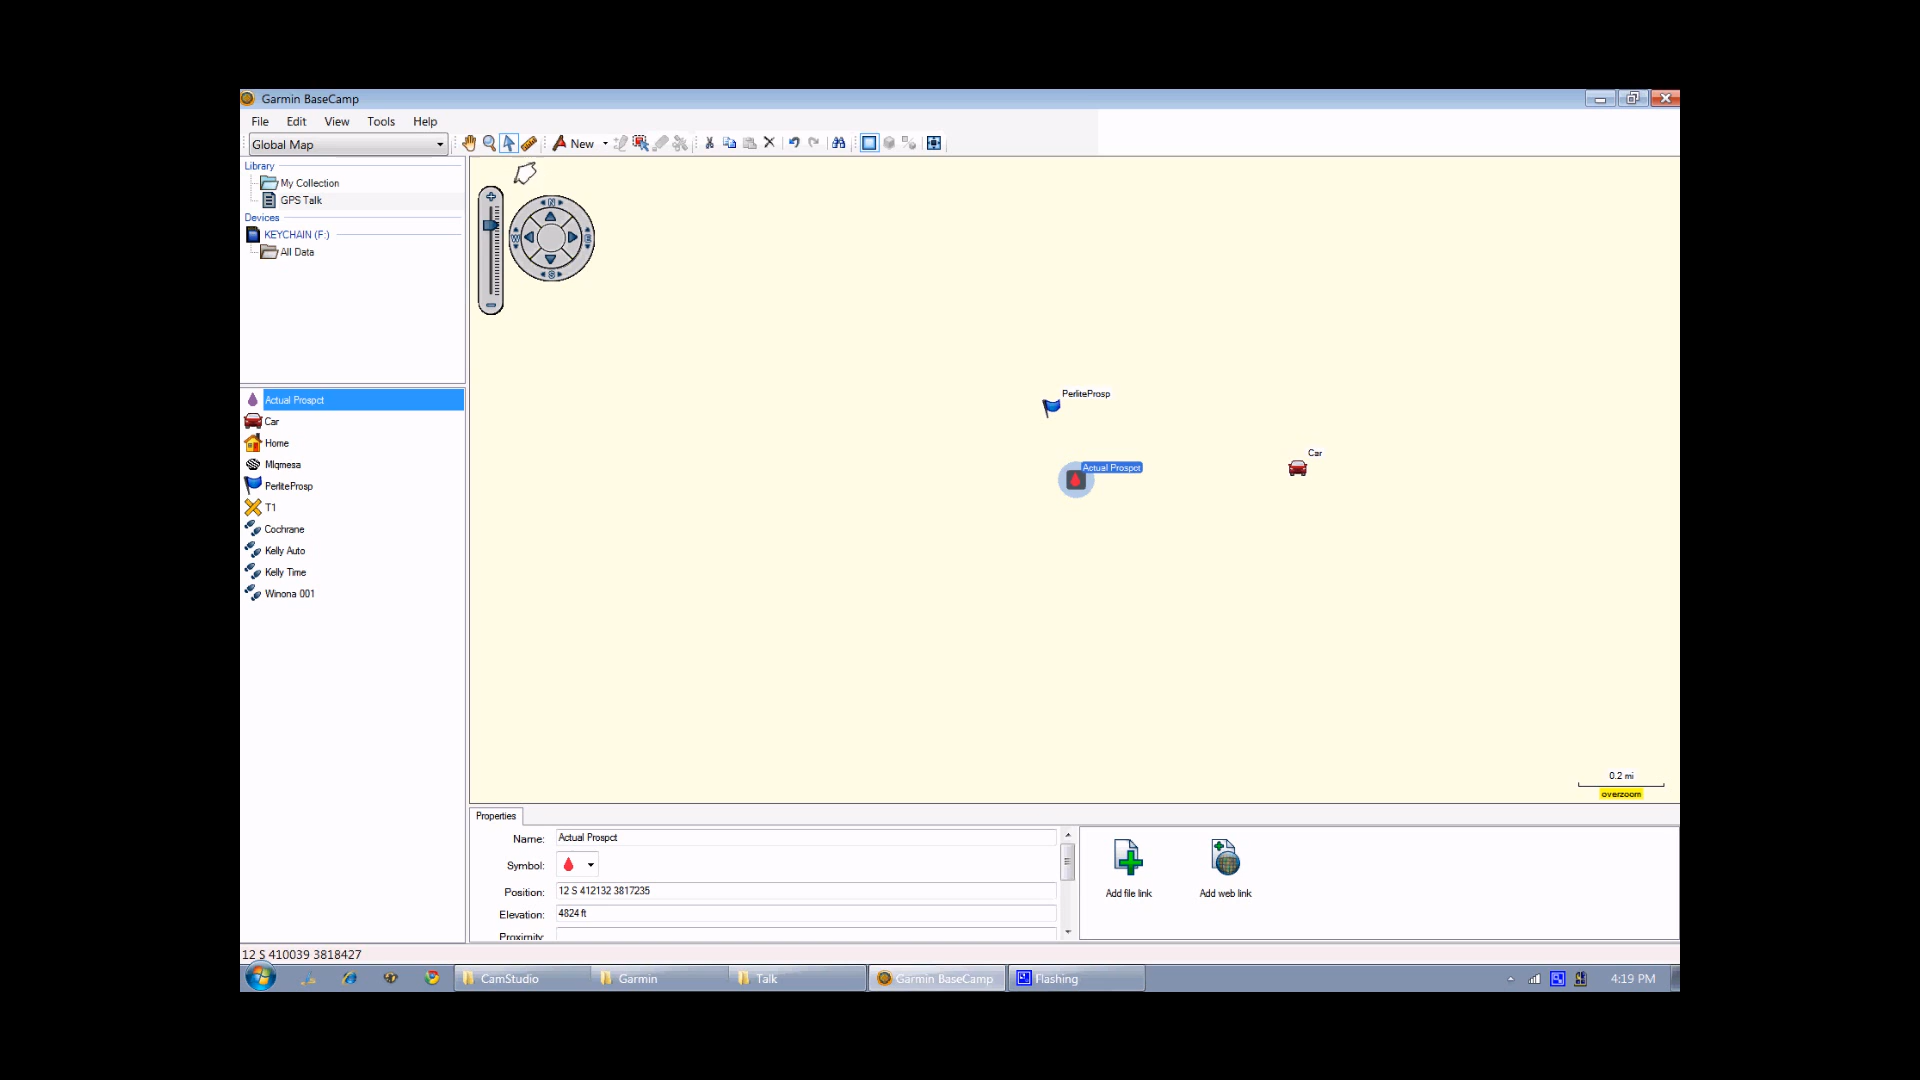 Garmin BaseCamp
File Edit View Tools Help
Global Map
New
Library
My Collection
GPS Talk
Devices
KEYCHAIN (F:)
All Data
N
W
E
S
Actual Prospct
Car
Home
Mlqmesa
PerliteProsp
T1
Cochrane
Kelly Auto
Kelly Time
Winona 001
PerliteProsp
Car
Actual Prospct
0.2 mi
overzoom
Properties
Name: Actual Prospct
Symbol:
Position: 12 S 412132 3817235
Elevation: 4824 ft
Proximity:
Add file link
Add web link
12 S 410039 3818427
CamStudio
Garmin
Talk
Garmin BaseCamp
Flashing
4:19 PM